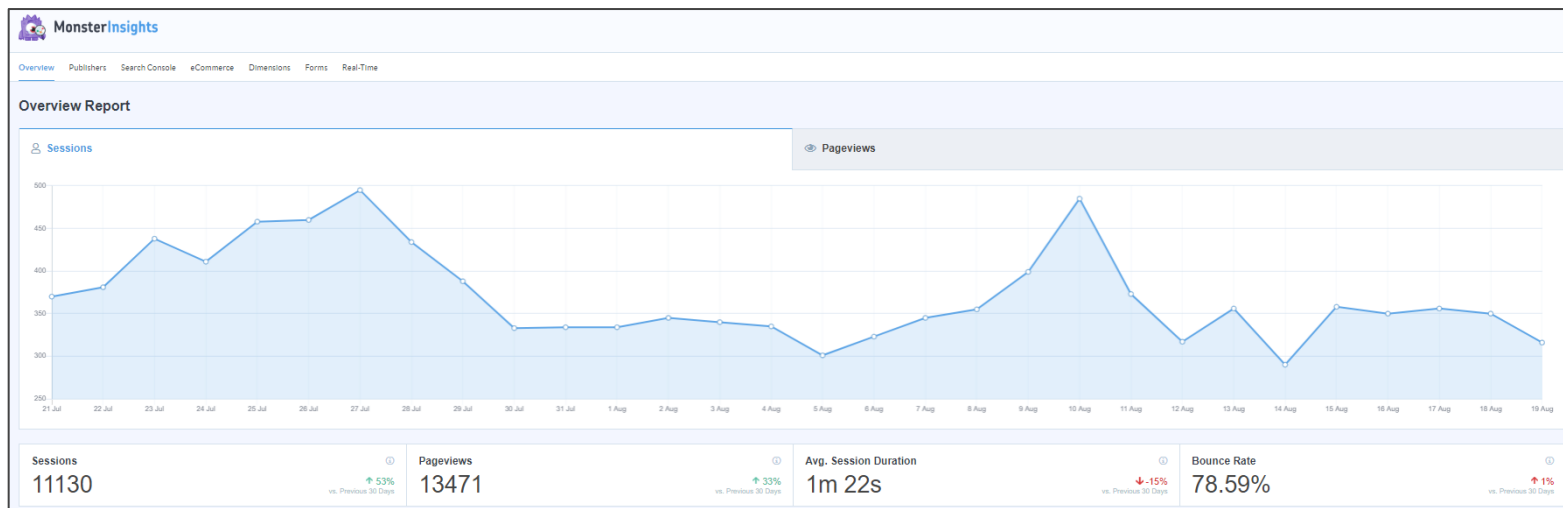 MonsterInsights
Overview Publishers Search Console eCommerce Dimensions Forms Real-Time
Overview Report
Sessions Pageviews
500
450
400
350
300
250
21 Jul 22 Jul 23 Jul 24 Jul 25 Jul 26 Jul 27 Jul 28 Jul 29 Jul 30 Jul 31 Jul 1 Aug 2 Aug 3 Aug 4 Aug 5 Aug 6 Aug 7 Aug 8 Aug 9 Aug 10 Aug 11 Aug 12 Aug 13 Aug 14 Aug 15 Aug 16 Aug 17 Aug 18 Aug 19 Aug
Sessions Pageviews Avg. Session Duration Bounce Rate
11130 53% 13471 33% 1m 22s -15% 78.59% 1%
vs. Previous 30 Days vs. Previous 30 Days vs. Previous 30 Days vs. Previous 30 Days